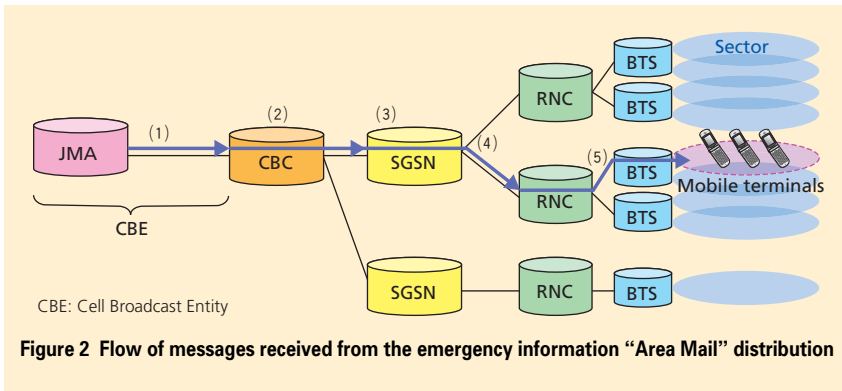 Sector
BTS
BTS
RNC
(1)
(2)
(3)
JMA
CBC
SGSN
(4)
(5)
BTS
Mobile terminals
RNC
BTS
CBE
SGSN
RNC
BTS
CBE: Cell Broadcast Entity
Figure 2 Flow of messages received from the emergency information “Area Mail” distribution